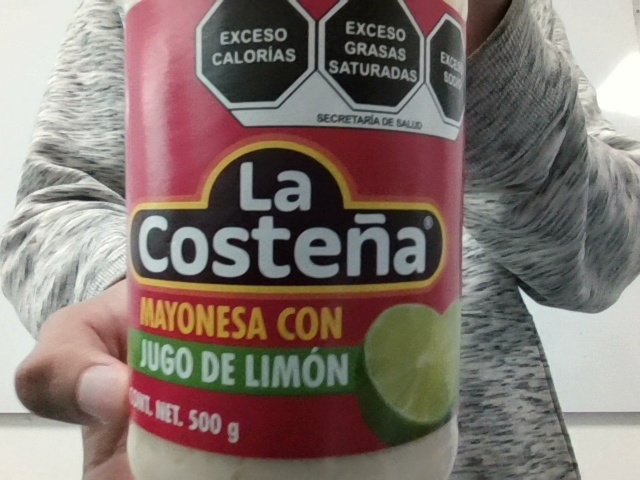 EXCESO
CALORÍAS
EXCESO
GRASAS
SATURADAS
SECRETARÍA DE SALUD
La
Costeña®
MAYONESA CON
JUGO DE LIMÓN
CONT. NET. 500 g